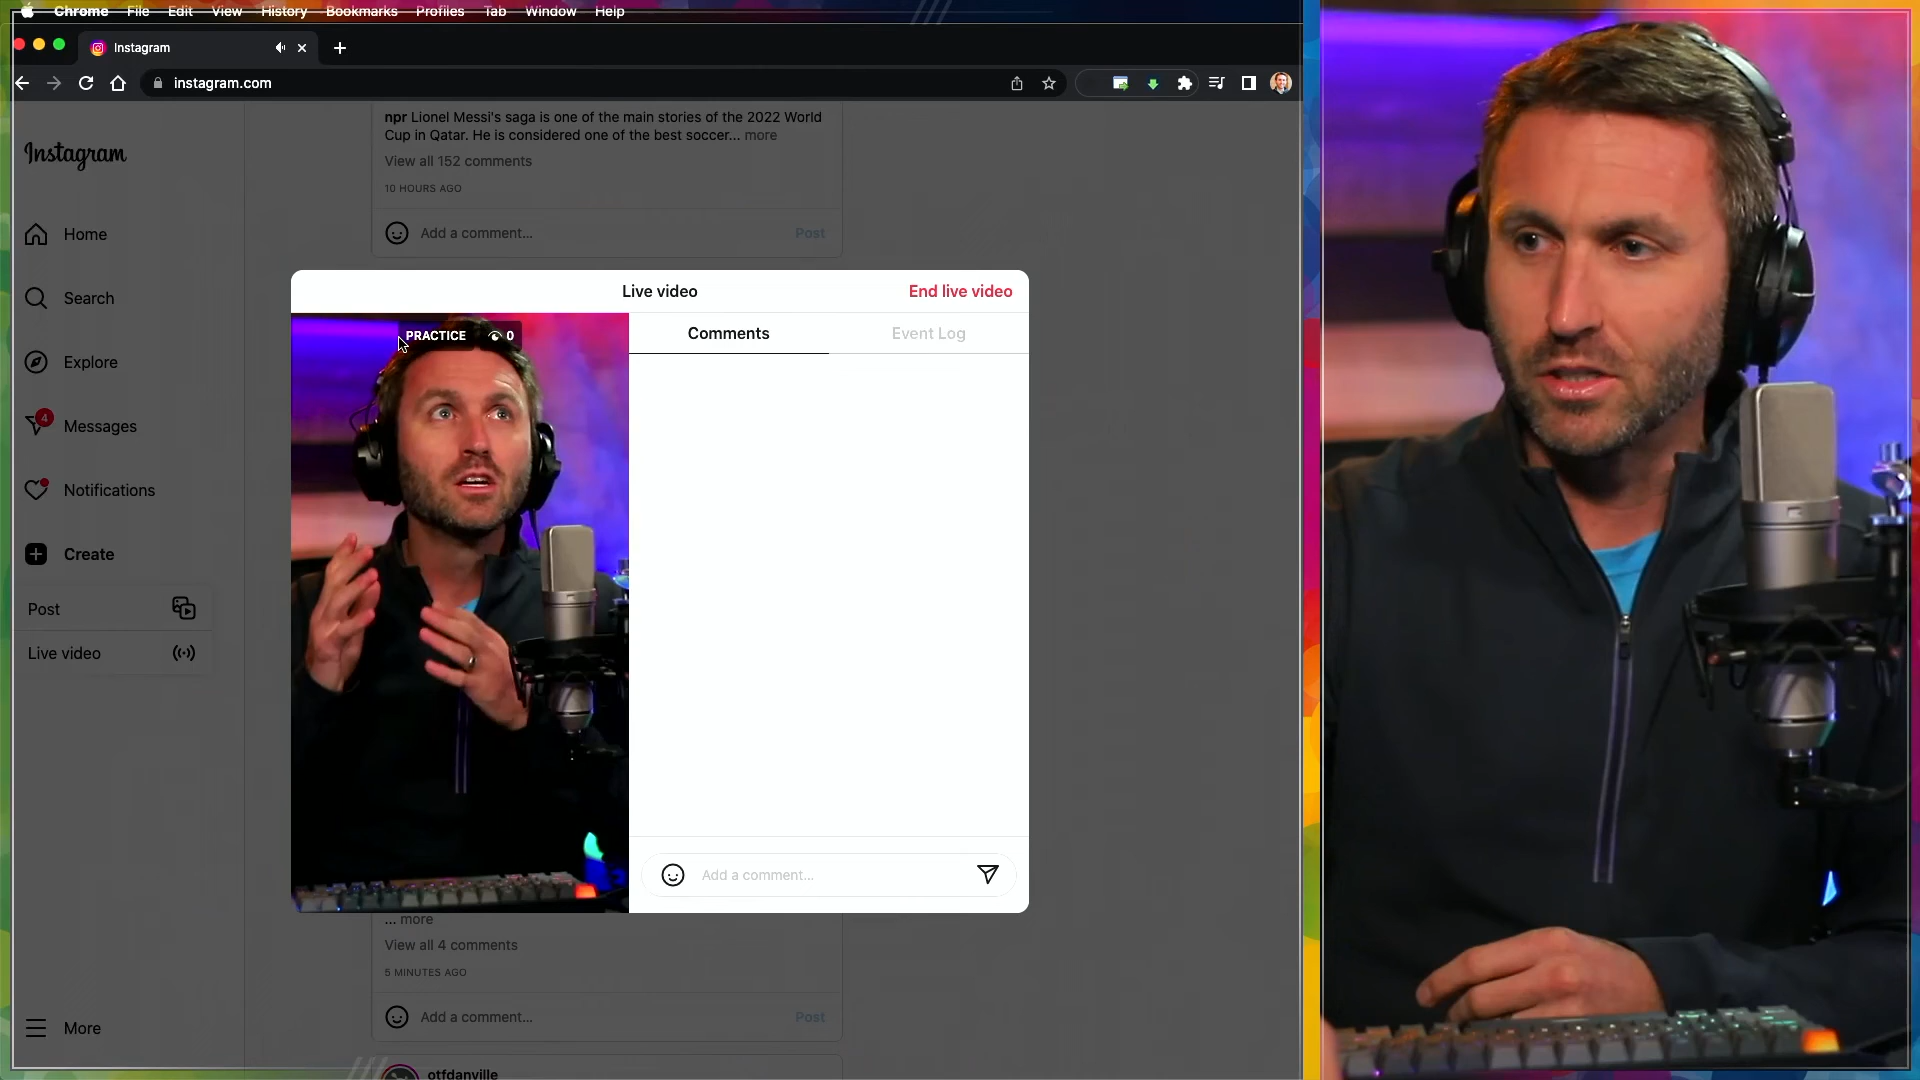 Chrome File Edit View History Bookmarks Profiles Tab Window Help
Instagram
instagram.com
Instagram
npr Lionel Messi's saga is one of the main stories of the 2022 World
Cup in Qatar. He is considered one of the best soccer... more
View all 152 comments
10 HOURS AGO
Add a comment... Post
Home
Search
Explore
4
Messages
Notifications
Create
Post
Live video
More
Live video
End live video
PRACTICE 0
Comments
Event Log
Add a comment...
... more
View all 4 comments
5 MINUTES AGO
Add a comment... Post
otfdanville